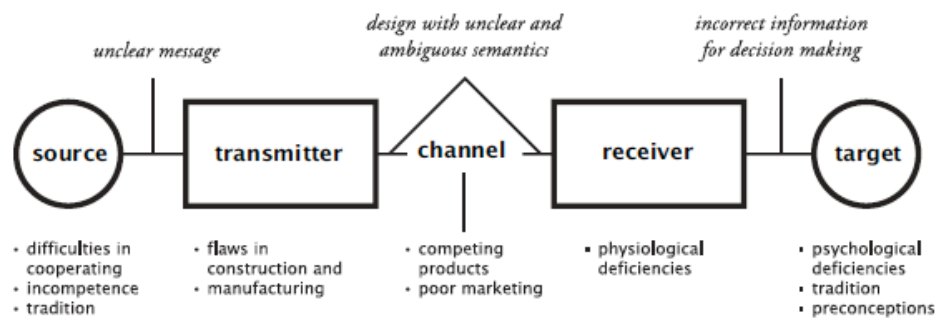 unclear message
design with unclear and
ambiguous semantics
incorrect information
for decision making
source
transmitter
channel
receiver
target
• difficulties in
cooperating
• incompetence
• tradition
• flaws in
construction and
• manufacturing
• competing
products
• poor marketing
▪ physiological
deficiencies
▪ psychological
deficiencies
▪ tradition
▪ preconceptions